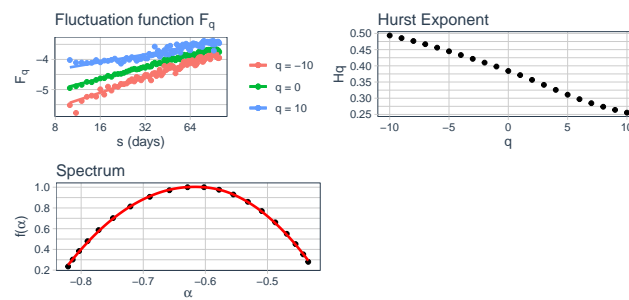 Fluctuation function Fq
Fq
−4
−5
8
16
32
64
s (days)
q = −10
q = 0
q = 10
Hurst Exponent
Hq
0.50
0.45
0.40
0.35
0.30
0.25
−10
−5
0
5
10
q
Spectrum
f(α)
1.0
0.8
0.6
0.4
0.2
−0.8
−0.7
−0.6
−0.5
α